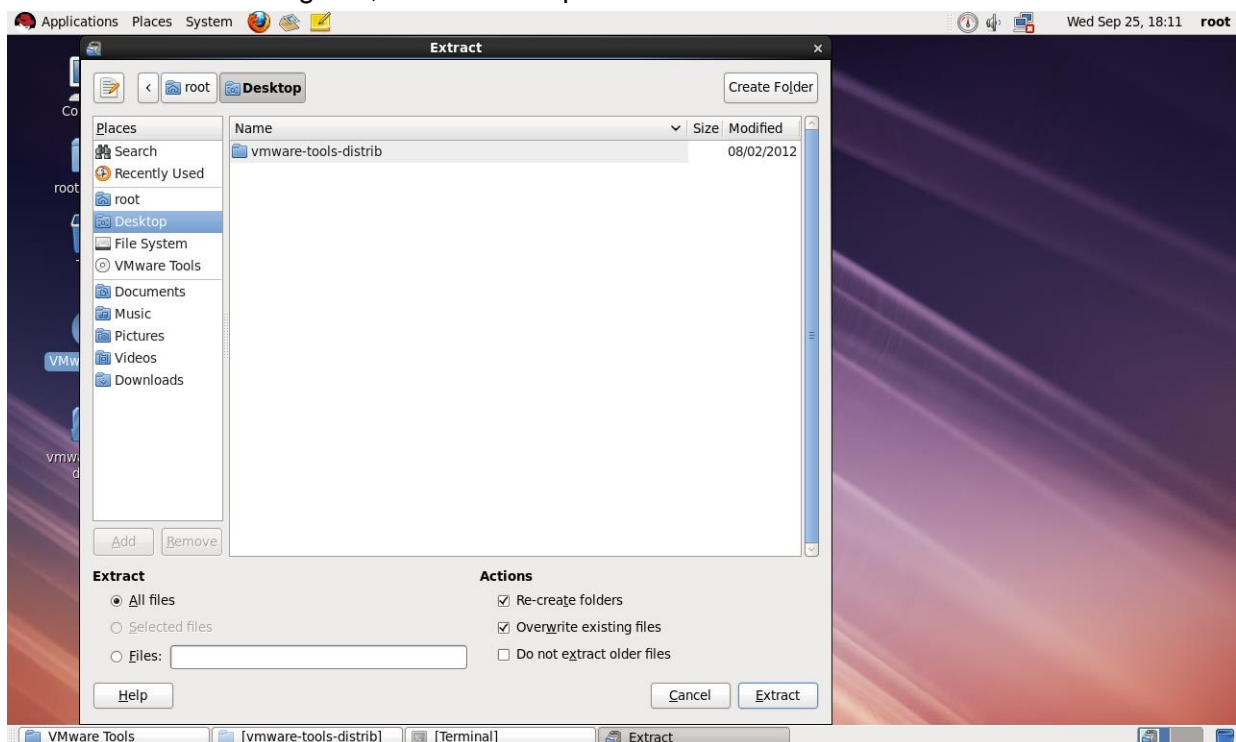 Applications Places System Wed Sep 25, 18:11 root
Extract
root Desktop Create Folder
Places Name Size Modified
Search vmware-tools-distrib 08/02/2012
Recently Used
root
Desktop
File System
VMware Tools
Documents
Music
Pictures
Videos
Downloads
Add Remove
Extract Actions
All files Re-create folders
Selected files Overwrite existing files
Files: Do not extract older files
Help Cancel Extract
VMware Tools [vmware-tools-distrib] [Terminal] Extract